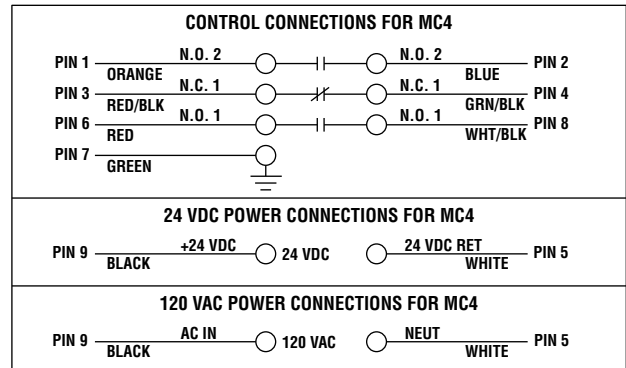 CONTROL CONNECTIONS FOR MC4
PIN 1 N.O. 2 N.O. 2 PIN 2
ORANGE BLUE
PIN 3 N.C. 1 N.C. 1 PIN 4
RED/BLK GRN/BLK
PIN 6 N.O. 1 N.O. 1 PIN 8
RED WHT/BLK
PIN 7
GREEN
24 VDC POWER CONNECTIONS FOR MC4
PIN 9 +24 VDC 24 VDC 24 VDC RET PIN 5
BLACK WHITE
120 VAC POWER CONNECTIONS FOR MC4
PIN 9 AC IN 120 VAC NEUT PIN 5
BLACK WHITE